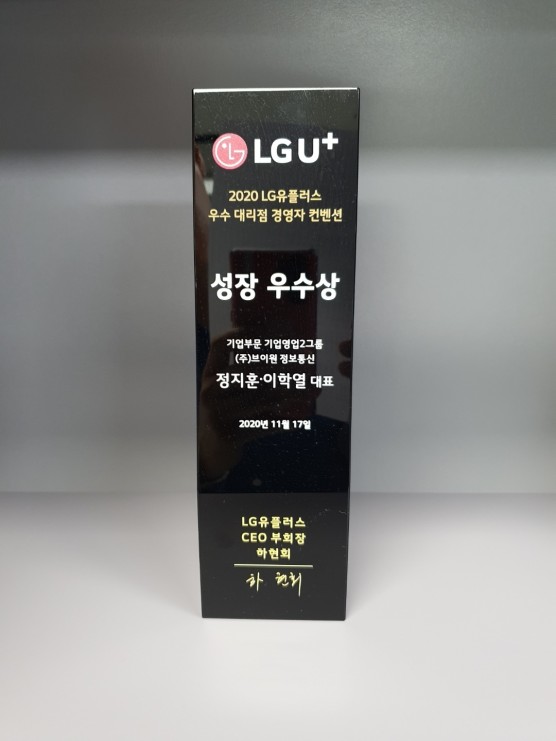 LG U+
2020 LG유플러스
우수 대리점 경영자 컨벤션
성장 우수상
기업부문 기업영업2그룹
(주)브이원 정보통신
정지훈·이학열 대표
2020년 11월 17일
LG유플러스
CEO 부회장
하현회
하 현회